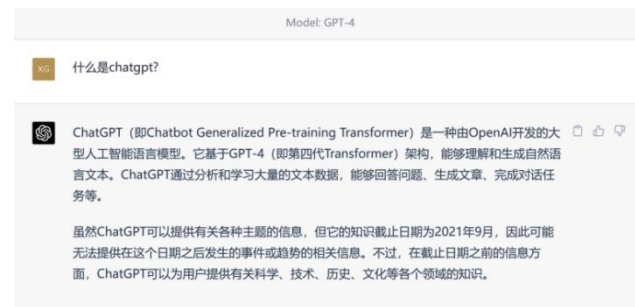 Model: GPT-4
XG
什么是chatgpt?
ChatGPT（即Chatbot Generalized Pre-training Transformer）是一种由OpenAI开发的大
型人工智能语言模型。它基于GPT-4（即第四代Transformer）架构，能够理解和生成自然语
言文本。ChatGPT通过分析和学习大量的文本数据，能够回答问题、生成文章、完成对话任
务等。
虽然ChatGPT可以提供有关各种主题的信息，但它的知识截止日期为2021年9月，因此可能
无法提供在这个日期之后发生的事件或趋势的相关信息。不过，在截止日期之前的信息方
面，ChatGPT可以为用户提供有关科学、技术、历史、文化等各个领域的知识。